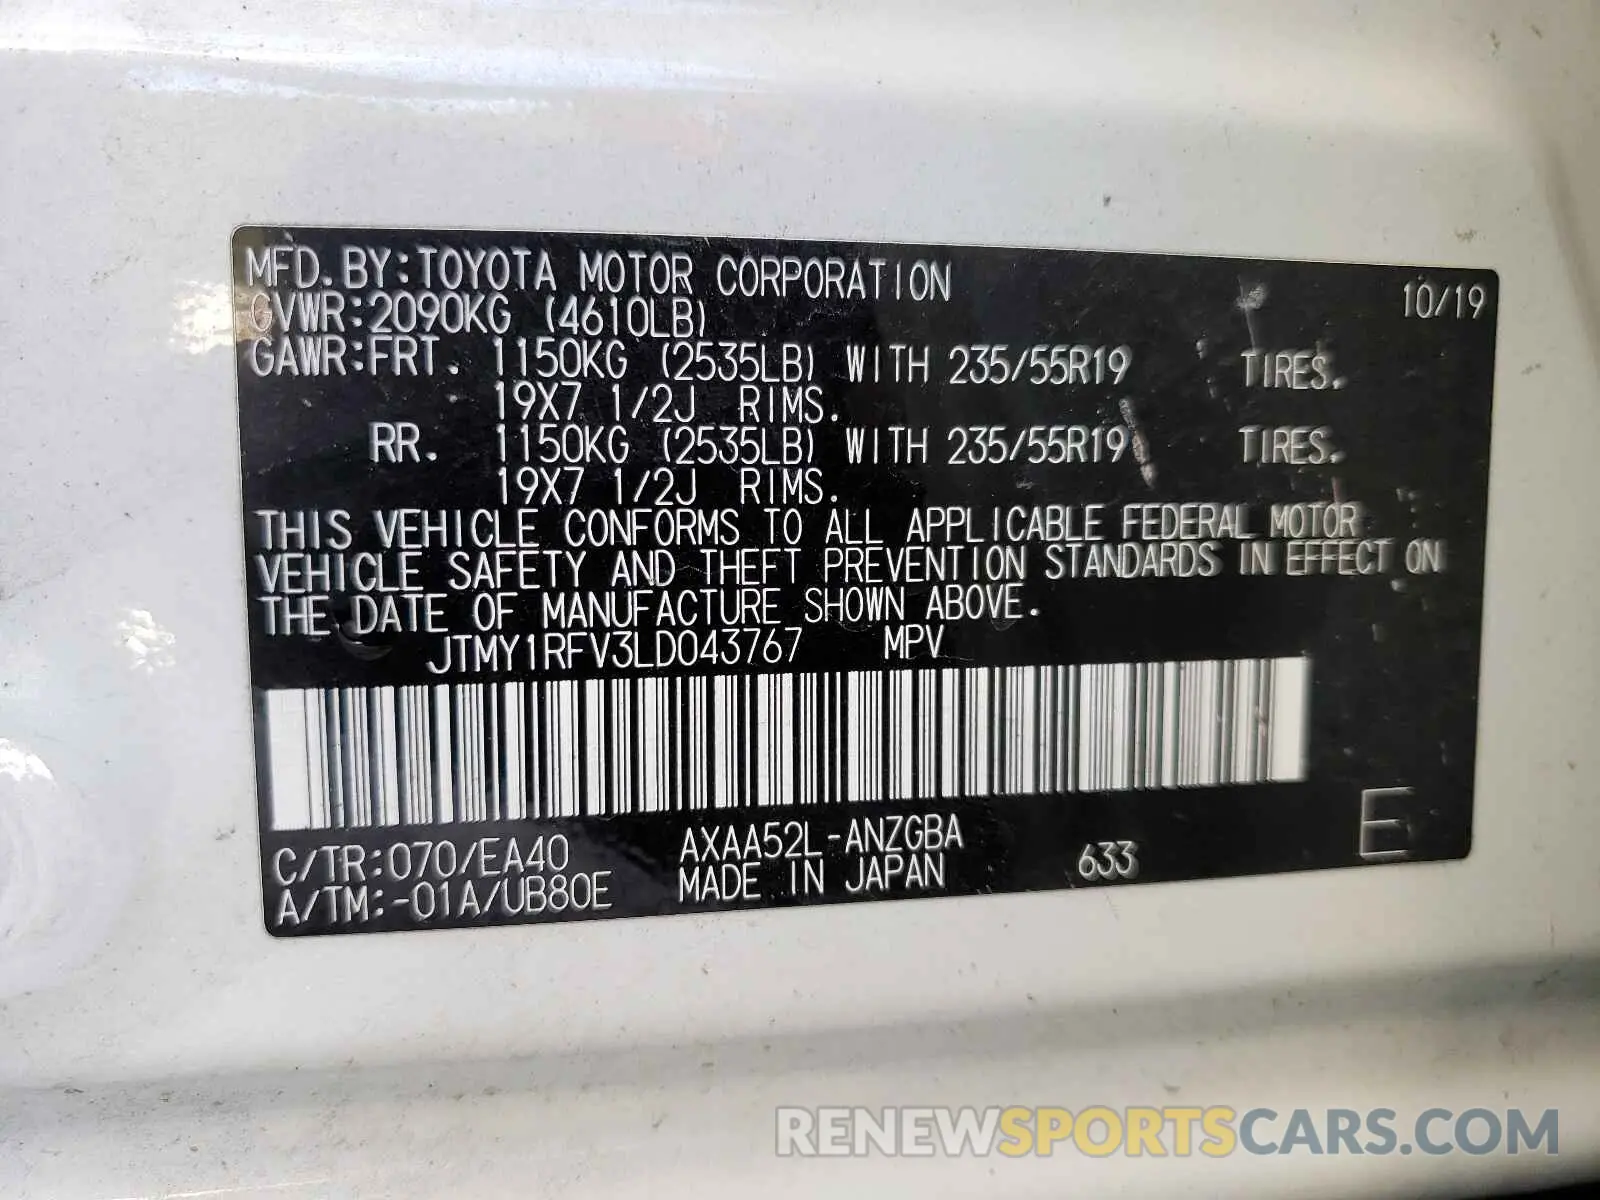 MFD.BY:TOYOTA MOTOR CORPORATION 10/19
GVWR:2090KG (4610LB)
GAWR:FRT. 1150KG (2535LB) WITH 235/55R19 TIRES.
19X7 1/2J RIMS.
RR. 1150KG (2535LB) WITH 235/55R19 TIRES.
19X7 1/2J RIMS.
THIS VEHICLE CONFORMS TO ALL APPLICABLE FEDERAL MOTOR
VEHICLE SAFETY AND THEFT PREVENTION STANDARDS IN EFFECT ON
THE DATE OF MANUFACTURE SHOWN ABOVE.
JTMY1RFV3LD043767 MPV
C/TR:070/EA40 AXAA52L-ANZGBA 633 E
A/TM:-01A/UB80E MADE IN JAPAN
RENEWSPORTSCARS.COM